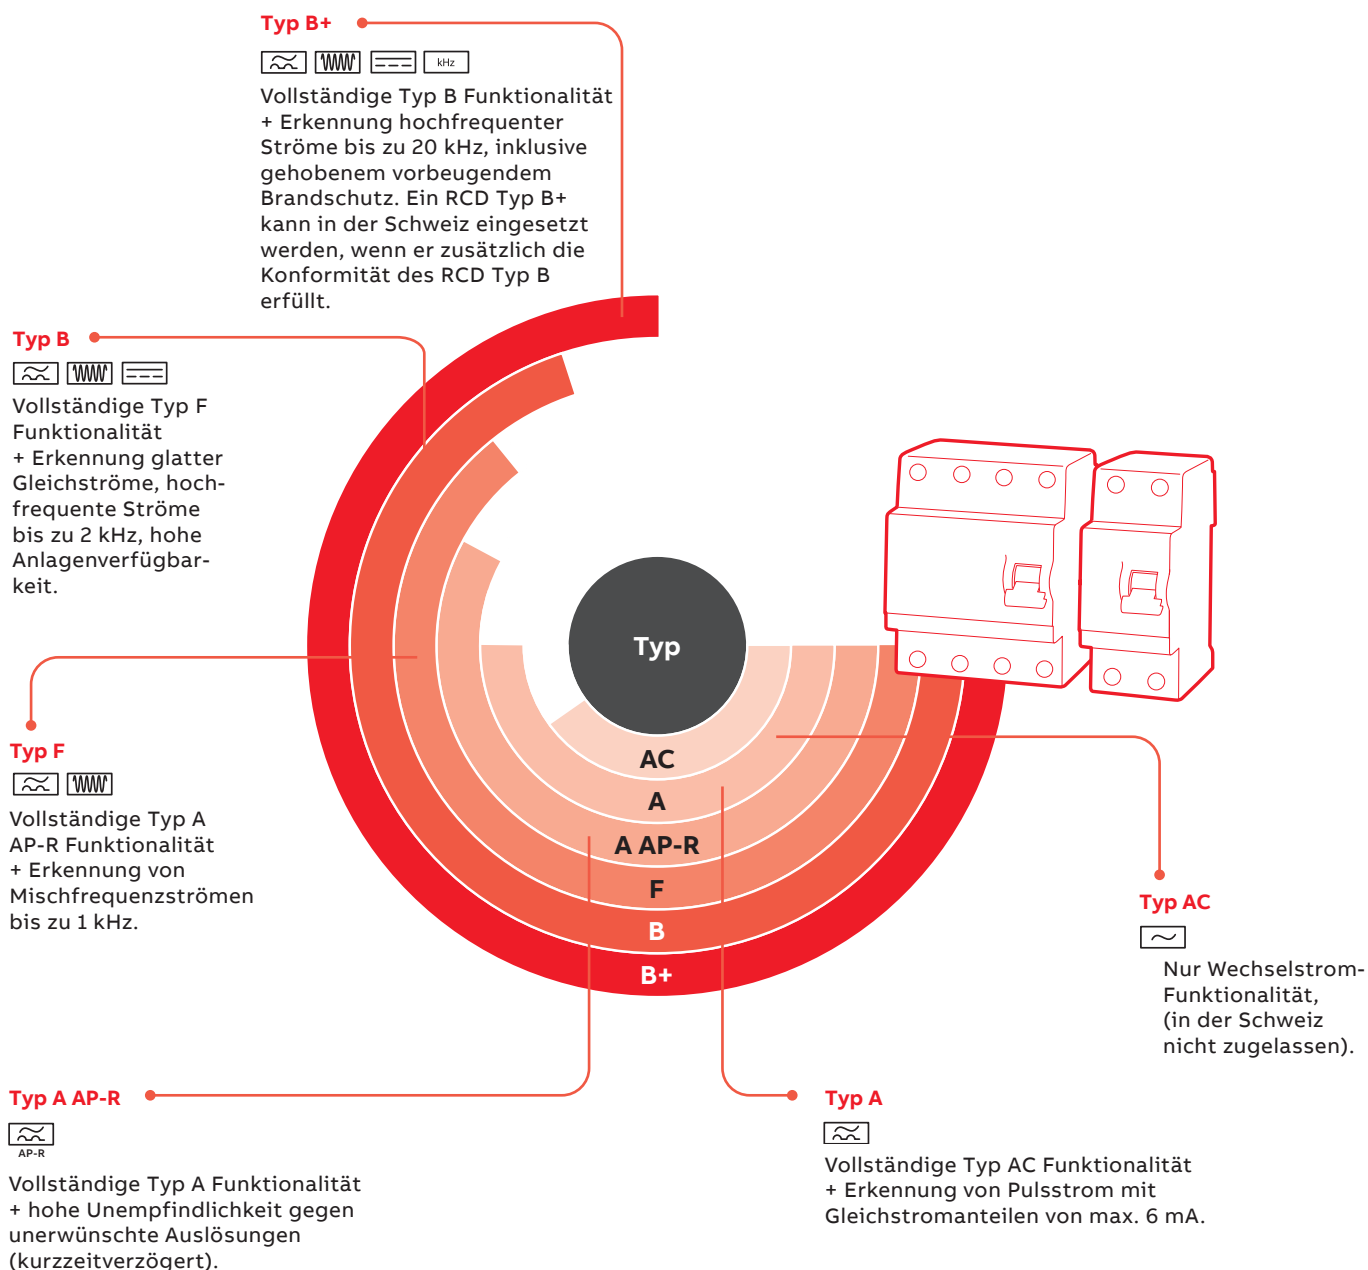 Typ B+
kHz
Vollständige Typ B Funktionalität
+ Erkennung hochfrequenter
Ströme bis zu 20 kHz, inklusive
gehobenem vorbeugendem
Brandschutz. Ein RCD Typ B+
kann in der Schweiz eingesetzt
werden, wenn er zusätzlich die
Konformität des RCD Typ B
erfüllt.
Typ B
Vollständige Typ F
Funktionalität
+ Erkennung glatter
Gleichströme, hoch-
frequente Ströme
bis zu 2 kHz, hohe
Anlagenverfügbar-
keit.
Typ F
Vollständige Typ A
AP-R Funktionalität
+ Erkennung von
Mischfrequenzströmen
bis zu 1 kHz.
Typ
AC
A
A AP-R
F
B
B+
Typ AC
Nur Wechselstrom-
Funktionalität,
(in der Schweiz
nicht zugelassen).
Typ A AP-R
AP-R
Vollständige Typ A Funktionalität
+ hohe Unempfindlichkeit gegen
unerwünschte Auslösungen
(kurzzeitverzögert).
Typ A
Vollständige Typ AC Funktionalität
+ Erkennung von Pulsstrom mit
Gleichstromanteilen von max. 6 mA.